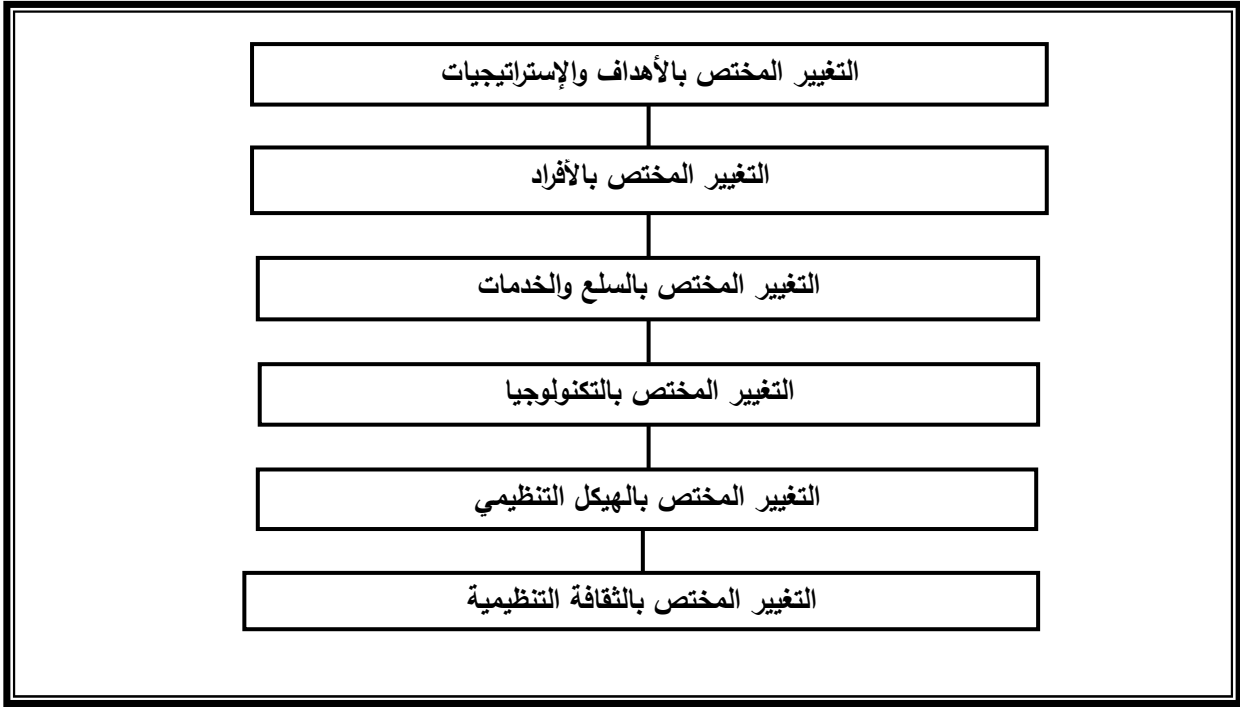 التغيير المختص بالأهداف والإستراتيجيات
التغيير المختص بالأفراد
التغيير المختص بالسلع والخدمات
التغيير المختص بالتكنولوجيا
التغيير المختص بالهيكل التنظيمي
التغيير المختص بالثقافة التنظيمية